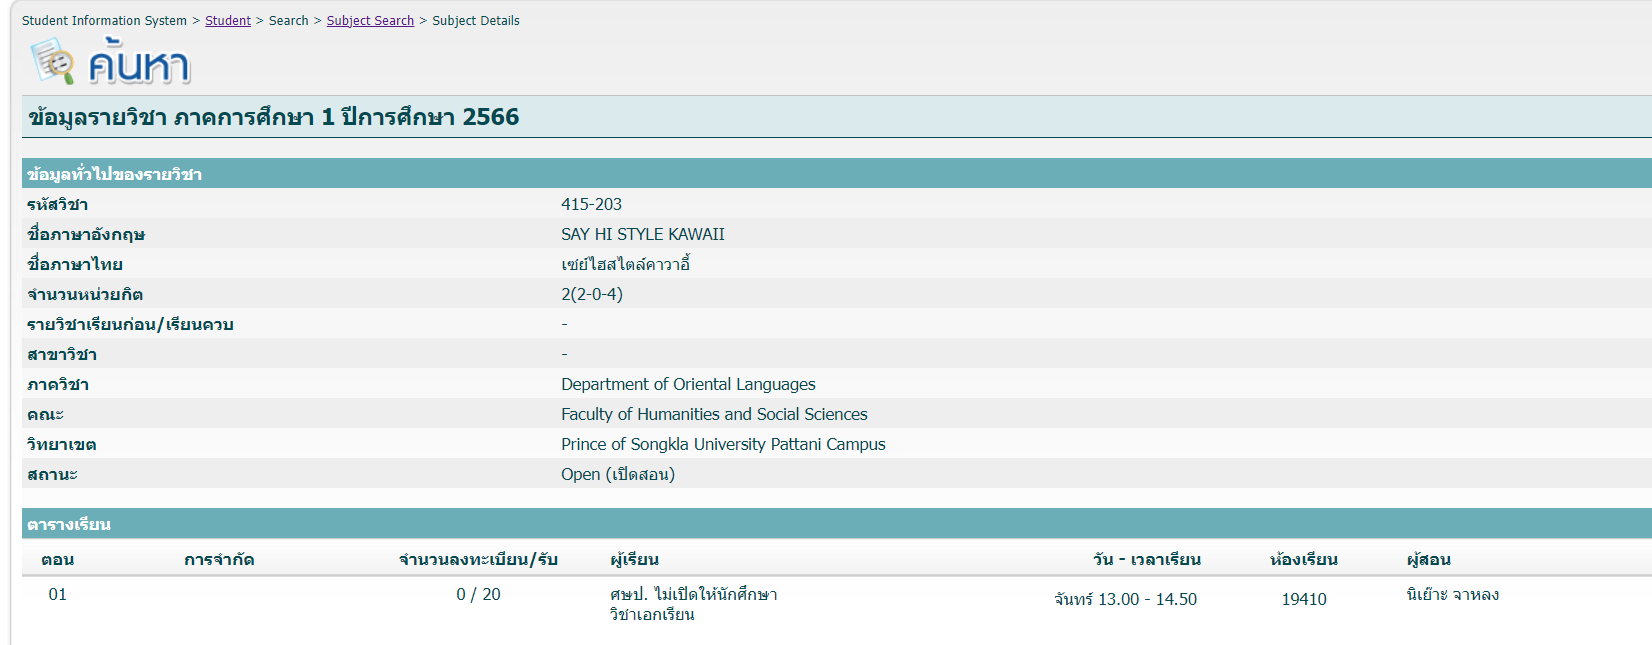 Student Information System > Student > Search > Subject Search > Subject Details
ค้นหา
ข้อมูลรายวิชา ภาคการศึกษา 1 ปีการศึกษา 2566
ข้อมูลทั่วไปของรายวิชา
รหัสวิชา 415-203
ชื่อภาษาอังกฤษ SAY HI STYLE KAWAII
ชื่อภาษาไทย เซย์ไฮสไตล์คาวาอี้
จำนวนหน่วยกิต 2(2-0-4)
รายวิชาเรียนก่อน/เรียนควบ -
สาขาวิชา -
ภาควิชา Department of Oriental Languages
คณะ Faculty of Humanities and Social Sciences
วิทยาเขต Prince of Songkla University Pattani Campus
สถานะ Open (เปิดสอน)
ตารางเรียน
ตอน การจำกัด จำนวนลงทะเบียน/รับ ผู้เรียน วัน - เวลาเรียน ห้องเรียน ผู้สอน
01 0 / 20 ศษป. ไม่เปิดให้นักศึกษา จันทร์ 13.00 - 14.50 19410 นิเย๊าะ จาหลง
วิชาเอกเรียน